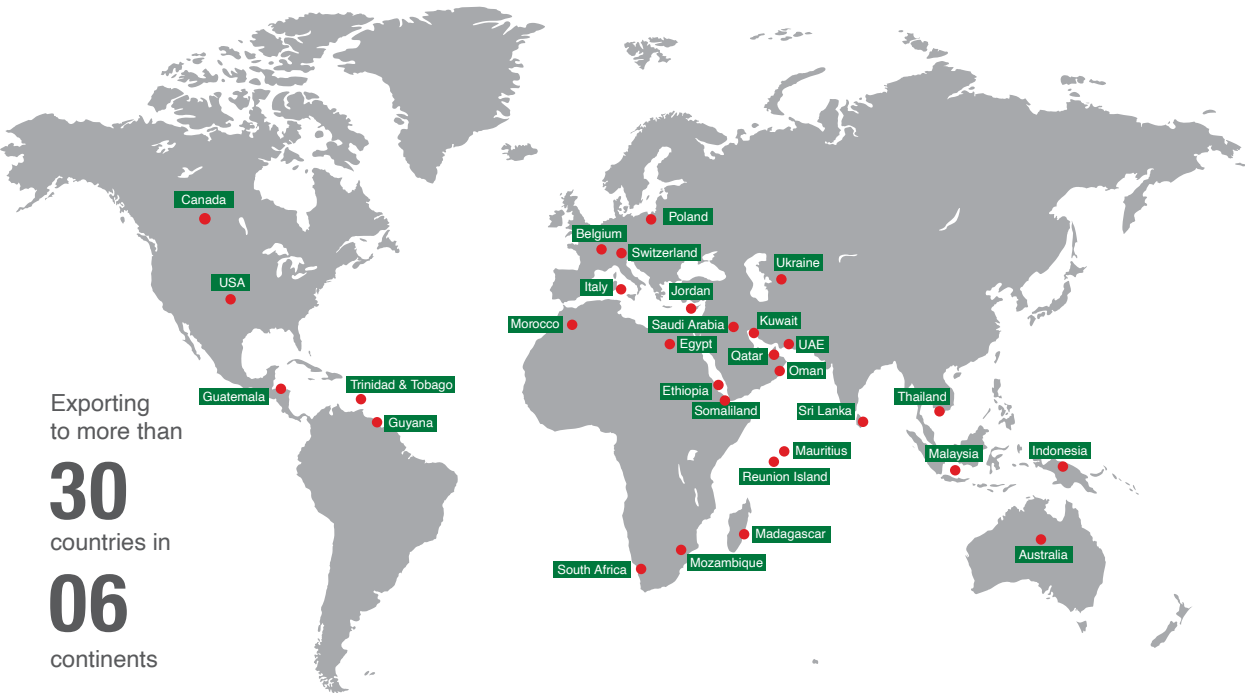 Canada
Poland
Belgium
Switzerland
USA
Ukraine
Italy
Jordan
Morocco
Saudi Arabia
Kuwait
Egypt
UAE
Qatar
Oman
Guatemala
Trinidad & Tobago
Ethiopia
Somaliland
Sri Lanka
Thailand
Guyana
Mauritius
Malaysia
Indonesia
Reunion Island
Madagascar
Australia
Mozambique
South Africa
Exporting
to more than
30
countries in
06
continents